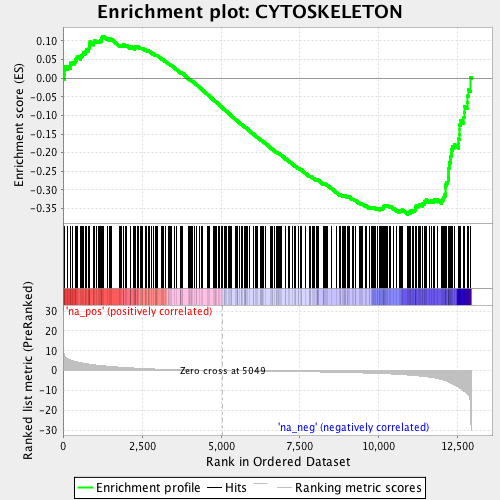 Enrichment plot: CYTOSKELETON
Enrichment score (ES)
0.10
0.05
0.00
-0.05
-0.10
-0.15
-0.20
-0.25
-0.30
-0.35
'na_pos' (positively correlated)
Ranked list metric (PreRanked)
30
20
10
0
-10
-20
-30
Zero cross at 5049
'na_neg' (negatively correlated)
0
2,500
5,000
7,500
10,000
12,500
Rank in Ordered Dataset
Enrichment profile
Hits
Ranking metric scores